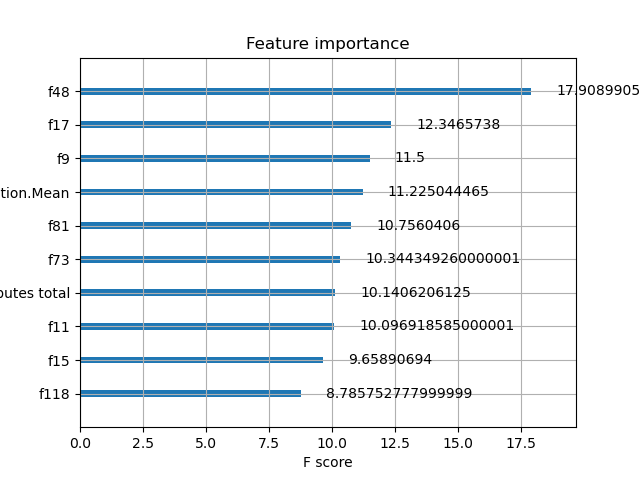 Feature importance
f48 17.9089905
f17 12.3465738
f9 11.5
tion.Mean 11.225044465
f81 10.7560406
f73 10.344349260000001
outes total 10.1406206125
f11 10.096918585000001
f15 9.65890694
f118 8.785752777999999
0.0 2.5 5.0 7.5 10.0 12.5 15.0 17.5
F score